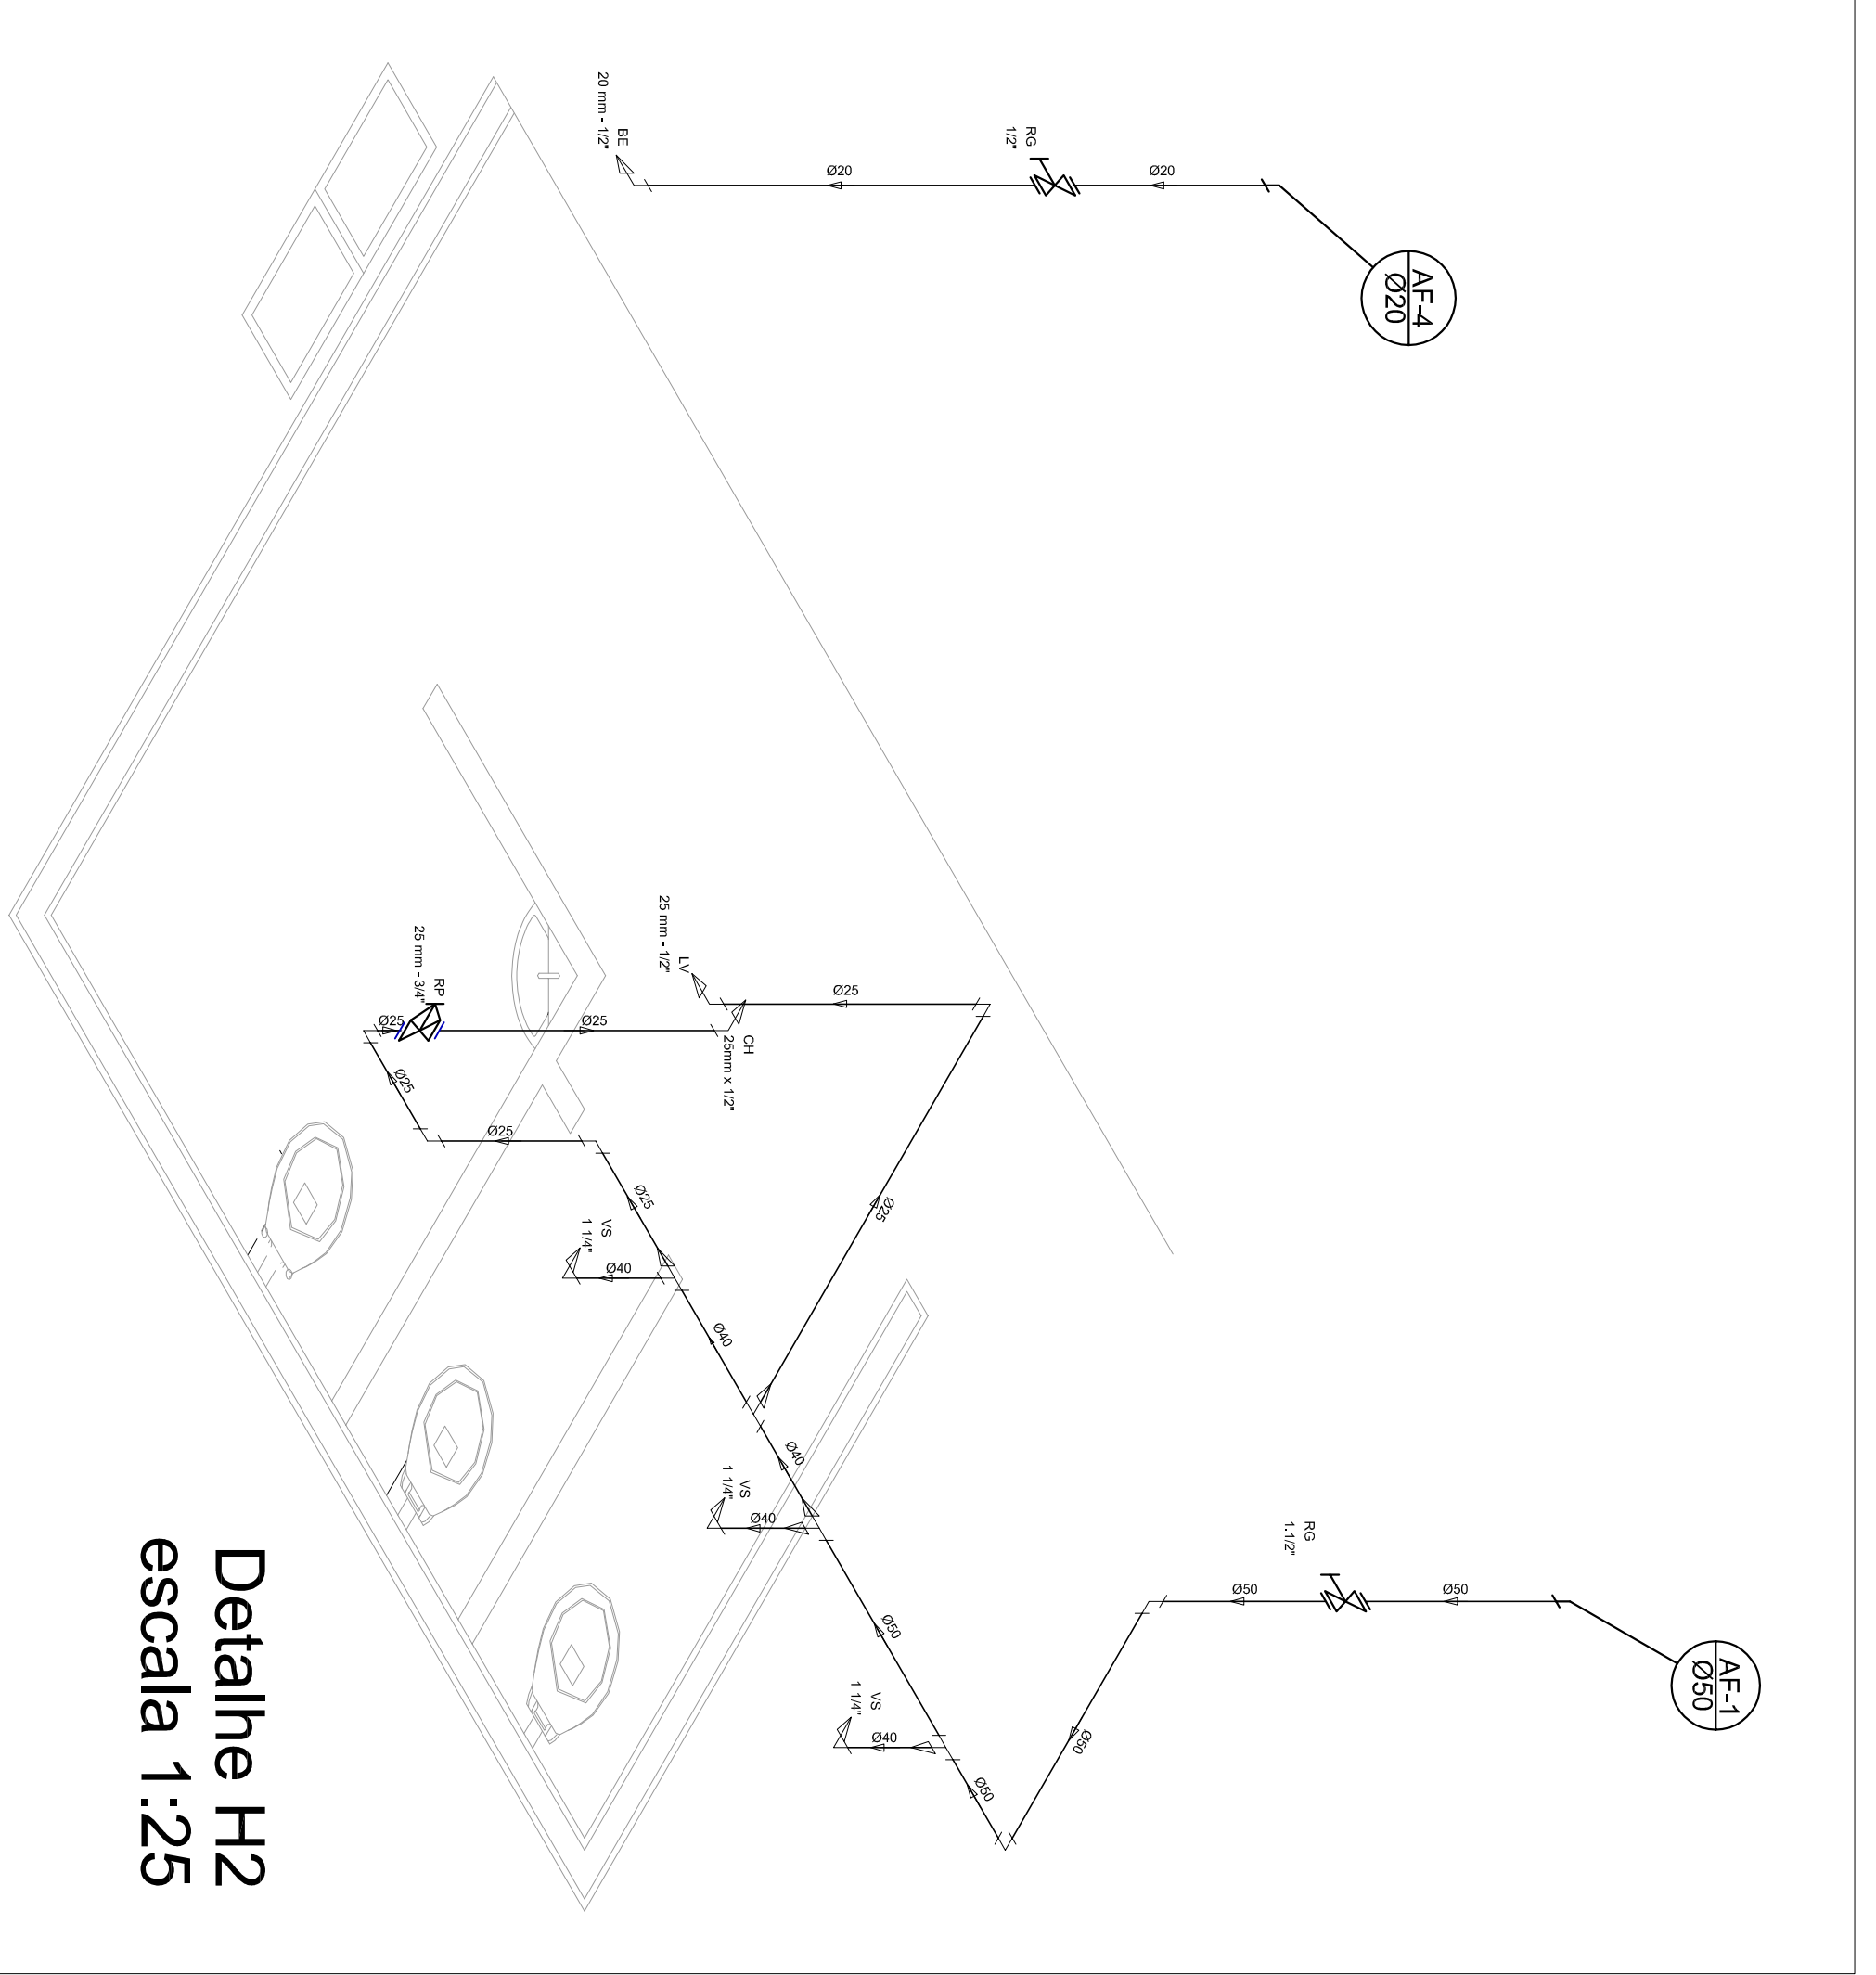 AF-4
Ø20
Ø20
RG
1/2"
Ø20
BE
20 mm - 1/2"
AF-1
Ø50
Ø50
RG
1.1/2"
Ø50
Ø50
Ø50
VS
1 1/4"
Ø40
Ø50
VS
1 1/4"
Ø40
Ø40
Ø25
Ø25
LV
25 mm - 1/2"
CH
25mm x 1/2"
Ø40
VS
1 1/4"
Ø40
Ø25
Ø25
Ø25
Ø25
Ø25
RP
25 mm - 3/4"
Detalhe H2
escala 1:25